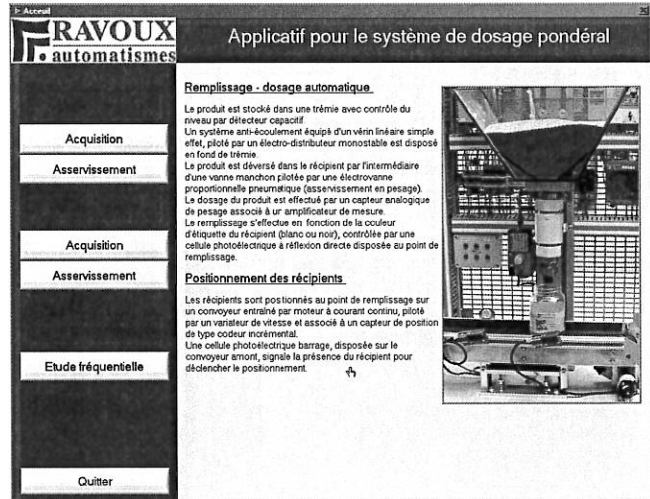 Acceuil
RAVOUX
automatismes
Applicatif pour le système de dosage pondéral
Acquisition
Asservissement
Acquisition
Asservissement
Etude fréquentielle
Quitter
Remplissage - dosage automatique
Le produit est stocké dans une trémie avec contrôle du
niveau par détecteur capacitif
Un système anti-écoulement équipé d'un vérin linéaire simple
effet, piloté par un électro-distributeur monostable est disposé
en fond de trémie.
Le produit est déversé dans le récipient par l'intermédiaire
d'une vanne manchon pilotée par une électrovanne
proportionnelle pneumatique (asservissement en pesage).
Le dosage du produit est effectué par un capteur analogique
de pesage associé à un amplificateur de mesure.
Le remplissage s'effectue en fonction de la couleur
d'étiquette du récipient (blanc ou noir), contrôlée par une
cellule photoélectrique à réflexion directe disposée au point de
remplissage.
Positionnement des récipients
Les récipients sont positionnés au point de remplissage sur
un convoyeur entraîné par moteur à courant continu, piloté
par un variateur de vitesse et associé à un capteur de position
de type codeur incrémental.
Une cellule photoélectrique barrage, disposée sur le
convoyeur amont, signale la présence du récipient pour
déclencher le positionnement.